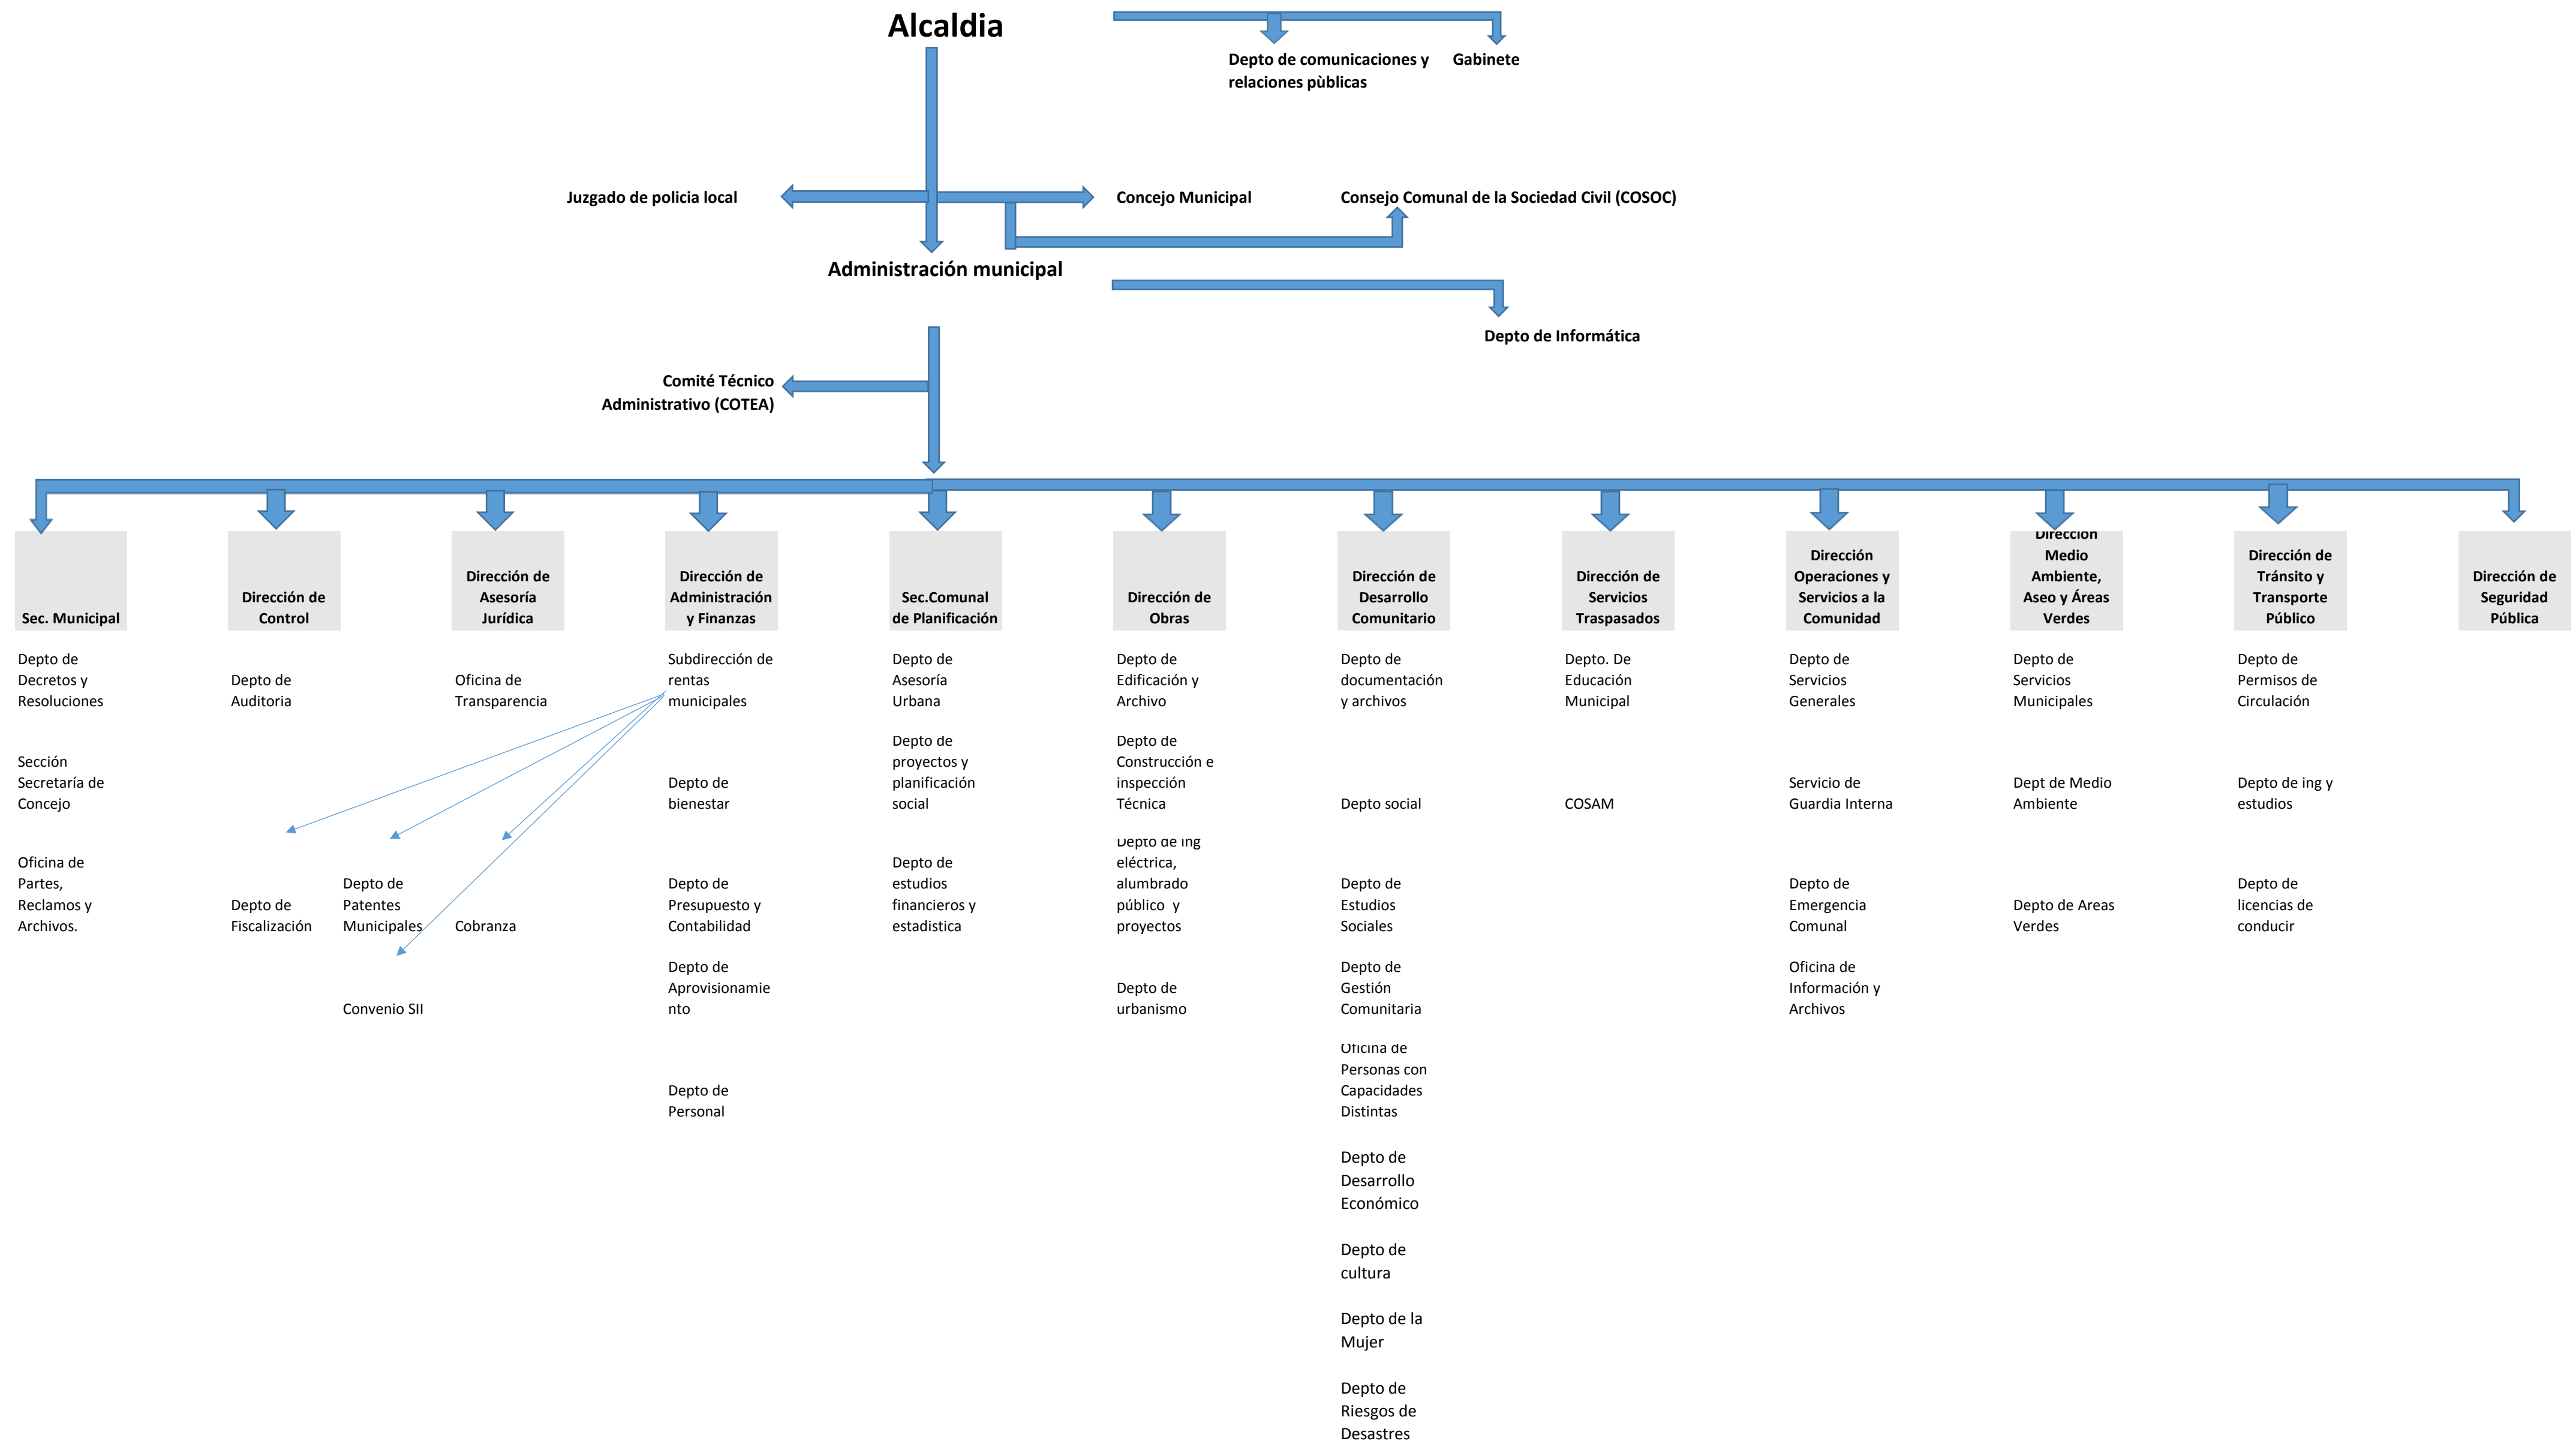 Alcaldia
Depto de comunicaciones y
relaciones pùblicas
Gabinete
Juzgado de policia local
Concejo Municipal
Consejo Comunal de la Sociedad Civil (COSOC)
Administración municipal
Depto de Informática
Comité Técnico
Administrativo (COTEA)
Sec. Municipal
Dirección de
Control
Dirección de
Asesoría
Jurídica
Dirección de
Administración
y Finanzas
Sec.Comunal
de Planificación
Dirección de
Obras
Dirección de
Desarrollo
Comunitario
Dirección de
Servicios
Traspasados
Dirección
Operaciones y
Servicios a la
Comunidad
Dirección
Medio
Ambiente,
Aseo y Áreas
Verdes
Dirección de
Tránsito y
Transporte
Público
Dirección de
Seguridad
Pública
Depto de
Decretos y
Resoluciones
Depto de
Auditoria
Oficina de
Transparencia
Subdirección de
rentas
municipales
Depto de
Asesoría
Urbana
Depto de
Edificación y
Archivo
Depto de
documentación
y archivos
Depto. De
Educación
Municipal
Depto de
Servicios
Generales
Depto de
Servicios
Municipales
Depto de
Permisos de
Circulación
Sección
Secretaría de
Concejo
Depto de
bienestar
Depto de
proyectos y
planificación
social
Depto de
Construcción e
inspección
Técnica
Depto social
COSAM
Servicio de
Guardia Interna
Dept de Medio
Ambiente
Depto de ing y
estudios
Oficina de
Partes,
Reclamos y
Archivos.
Depto de
Fiscalización
Depto de
Patentes
Municipales
Cobranza
Depto de
Presupuesto y
Contabilidad
Depto de
estudios
financieros y
estadistica
Depto de ing
eléctrica,
alumbrado
público  y
proyectos
Depto de
Estudios
Sociales
Depto de
Emergencia
Comunal
Depto de Areas
Verdes
Depto de
licencias de
conducir
Convenio SII
Depto de
Aprovisionamie
nto
Depto de
urbanismo
Depto de
Gestión
Comunitaria
Oficina de
Información y
Archivos
Depto de
Personal
Oficina de
Personas con
Capacidades
Distintas
Depto de
Desarrollo
Económico
Depto de
cultura
Depto de la
Mujer
Depto de
Riesgos de
Desastres